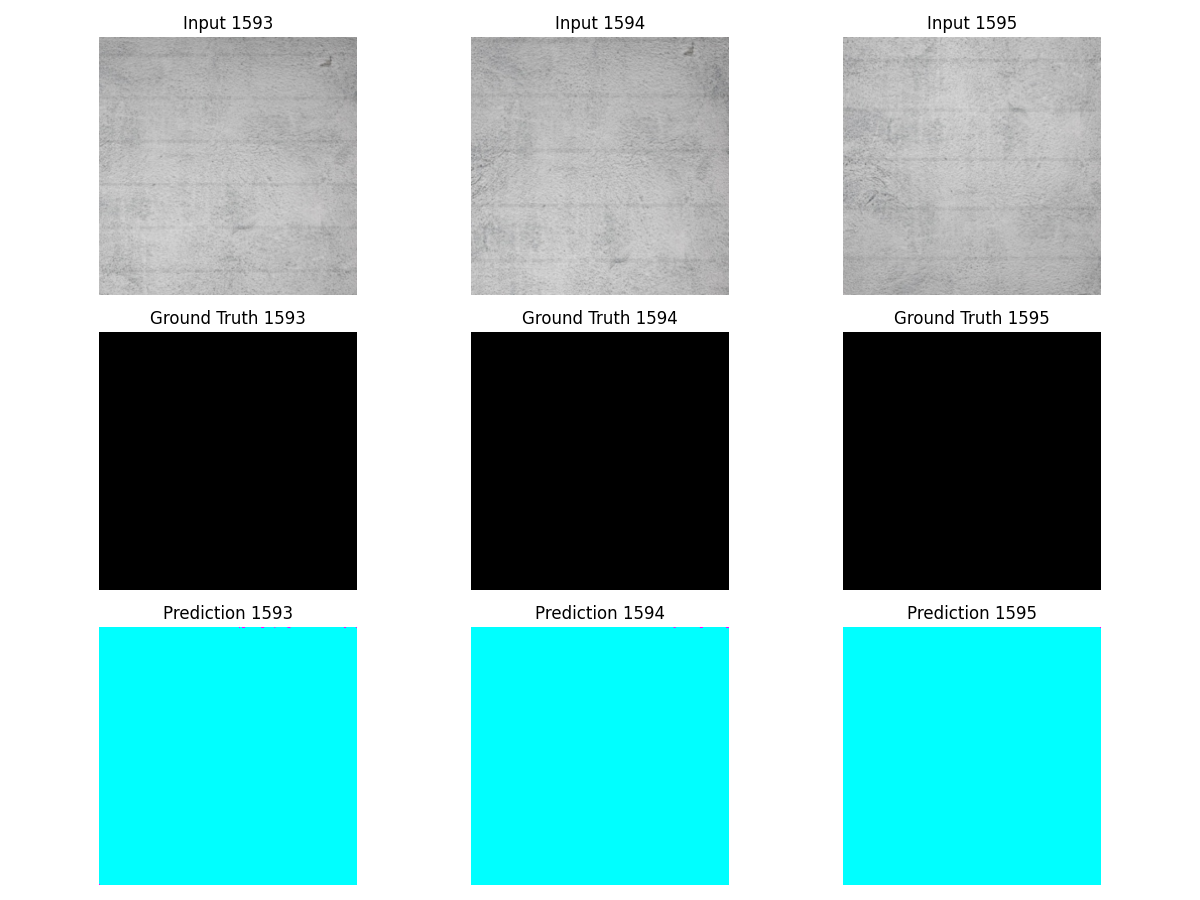 Input 1593
Input 1594
Input 1595
Ground Truth 1593
Ground Truth 1594
Ground Truth 1595
Prediction 1593
Prediction 1594
Prediction 1595